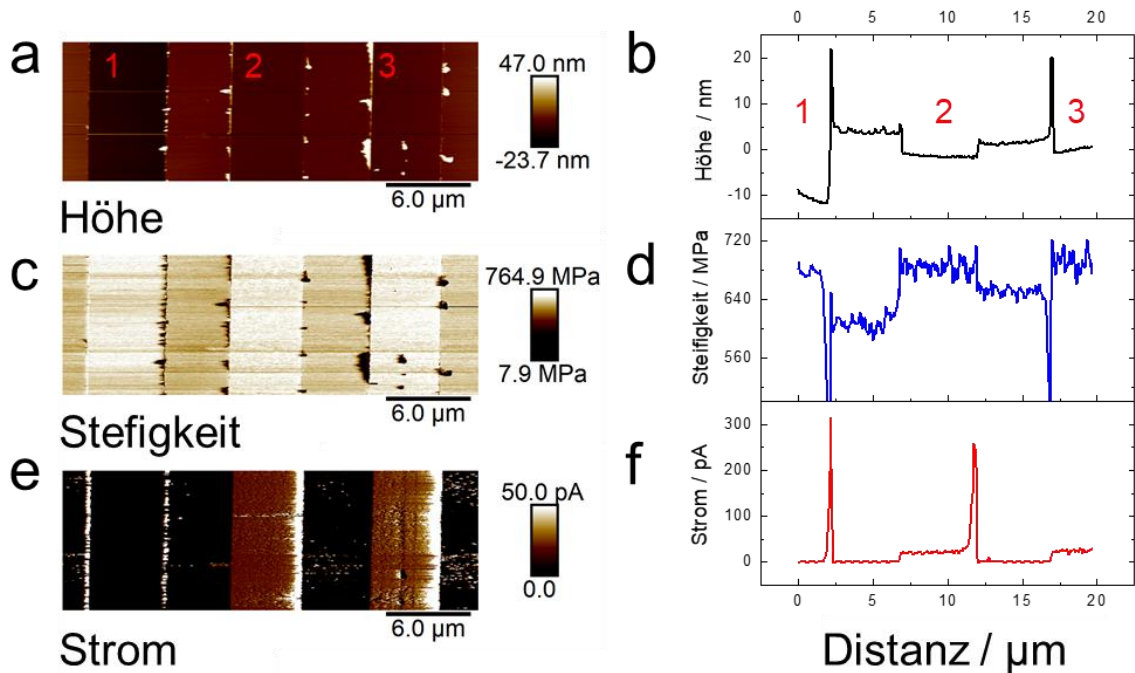 a
1 2 3
47.0 nm
-23.7 nm
6.0 µm
Höhe
c
764.9 MPa
7.9 MPa
6.0 µm
Stefigkeit
e
50.0 pA
0.0
6.0 µm
Strom
b
0 5 10 15 20
20
10
0
-10
Höhe / nm
1 2 3
d
720
640
560
Steifigkeit / MPa
f
300
200
100
0
Strom / pA
0 5 10 15 20
Distanz / µm